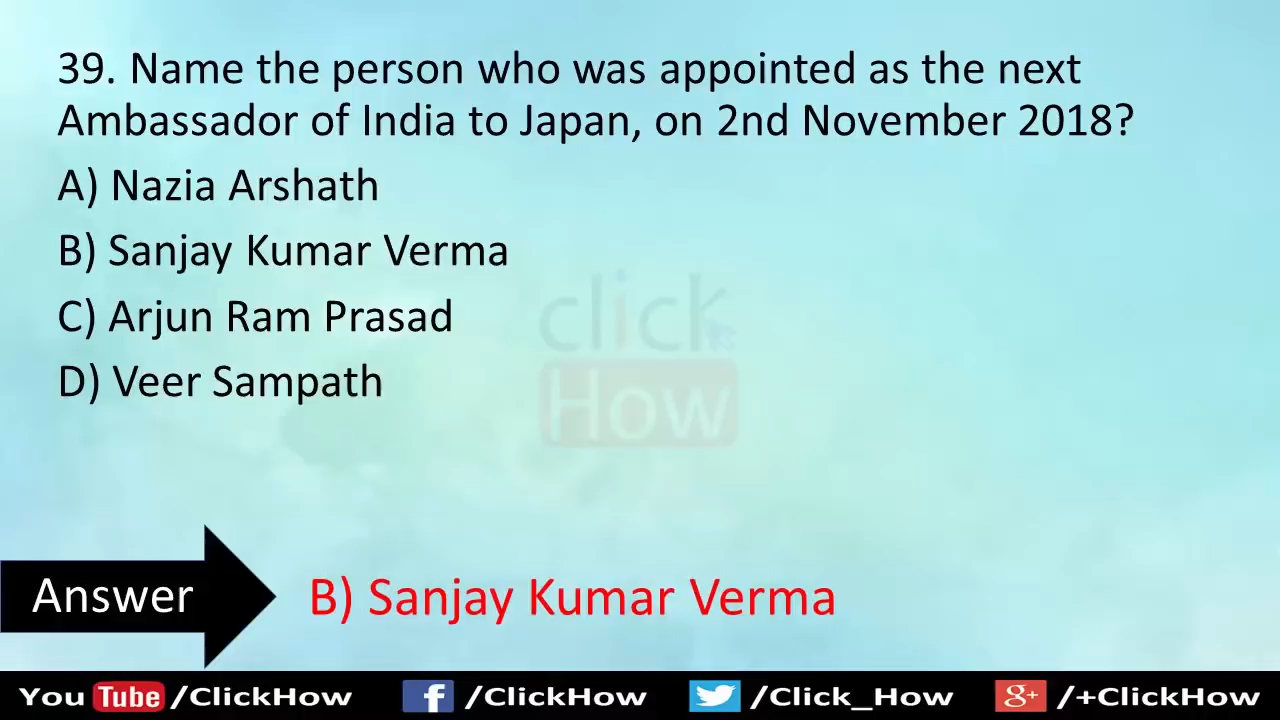 39. Name the person who was appointed as the next
Ambassador of India to Japan, on 2nd November 2018?
A) Nazia Arshath
B) Sanjay Kumar Verma
C) Arjun Ram Prasad
D) Veer Sampath
click
How
Answer
B) Sanjay Kumar Verma
You Tube /ClickHow f /ClickHow /Click_How g+ /+ClickHow